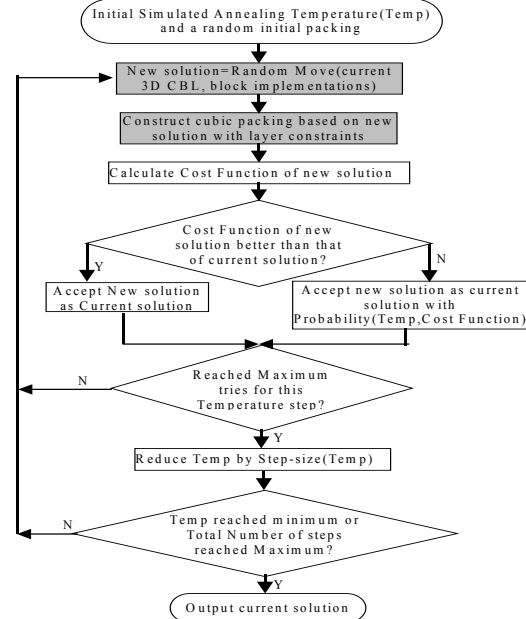 Initial Simulated Annealing Temperature(Temp)
and a random initial packing
New solution=Random Move(current
3D CBL, block implementations)
Construct cubic packing based on new
solution with layer constraints
Calculate Cost Function of new solution
Cost Function of new
solution better than that
of current solution?
Y
N
Accept New solution
as Current solution
Accept new solution as current
solution with
Probability(Temp,Cost Function)
Reached Maximum
tries for this
Temperature step?
N
Y
Reduce Temp by Step-size(Temp)
Temp reached minimum or
Total Number of steps
reached Maximum?
N
Y
Output current solution